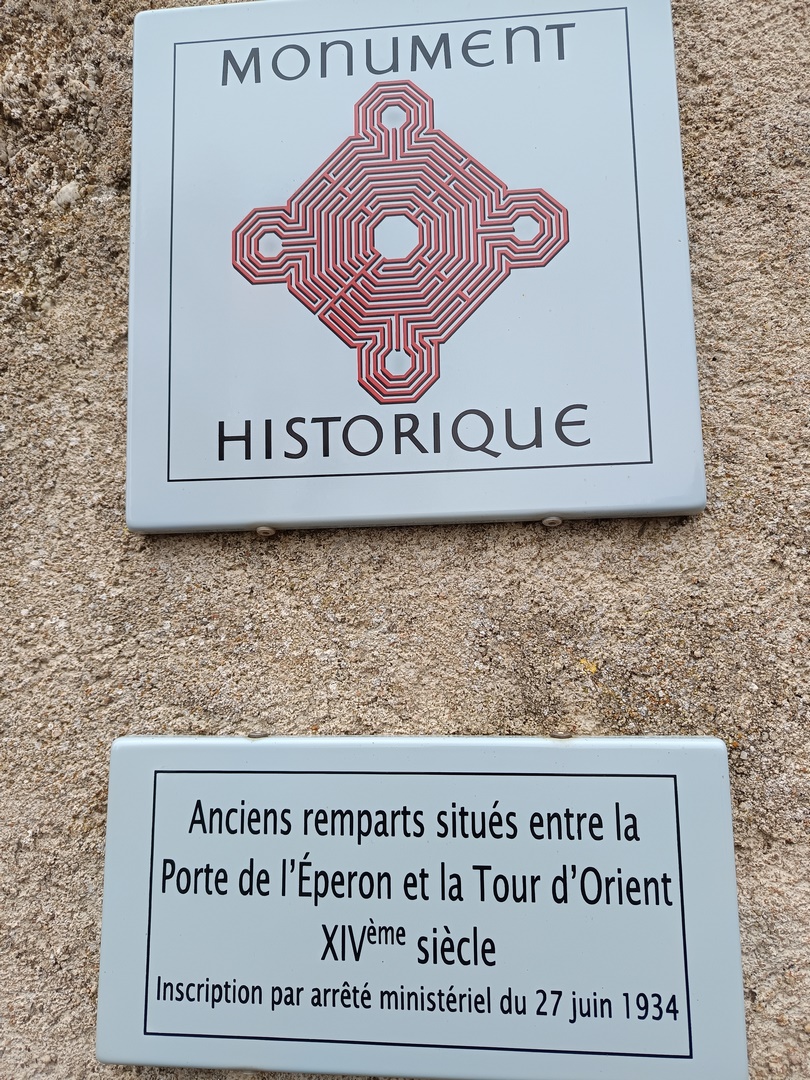 MONUMENT
HISTORIQUE
Anciens remparts situés entre la
Porte de l'Éperon et la Tour d'Orient
XIVème siècle
Inscription par arrêté ministériel du 27 juin 1934